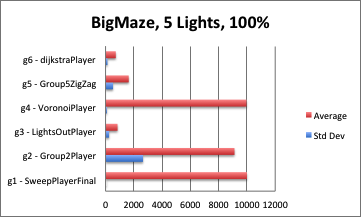 BigMaze, 5 Lights, 100%
g6 - dijkstraPlayer
g5 - Group5ZigZag
g4 - VoronoiPlayer
g3 - LightsOutPlayer
g2 - Group2Player
g1 - SweepPlayerFinal
0 2000 4000 6000 8000 10000 12000
Average
Std Dev